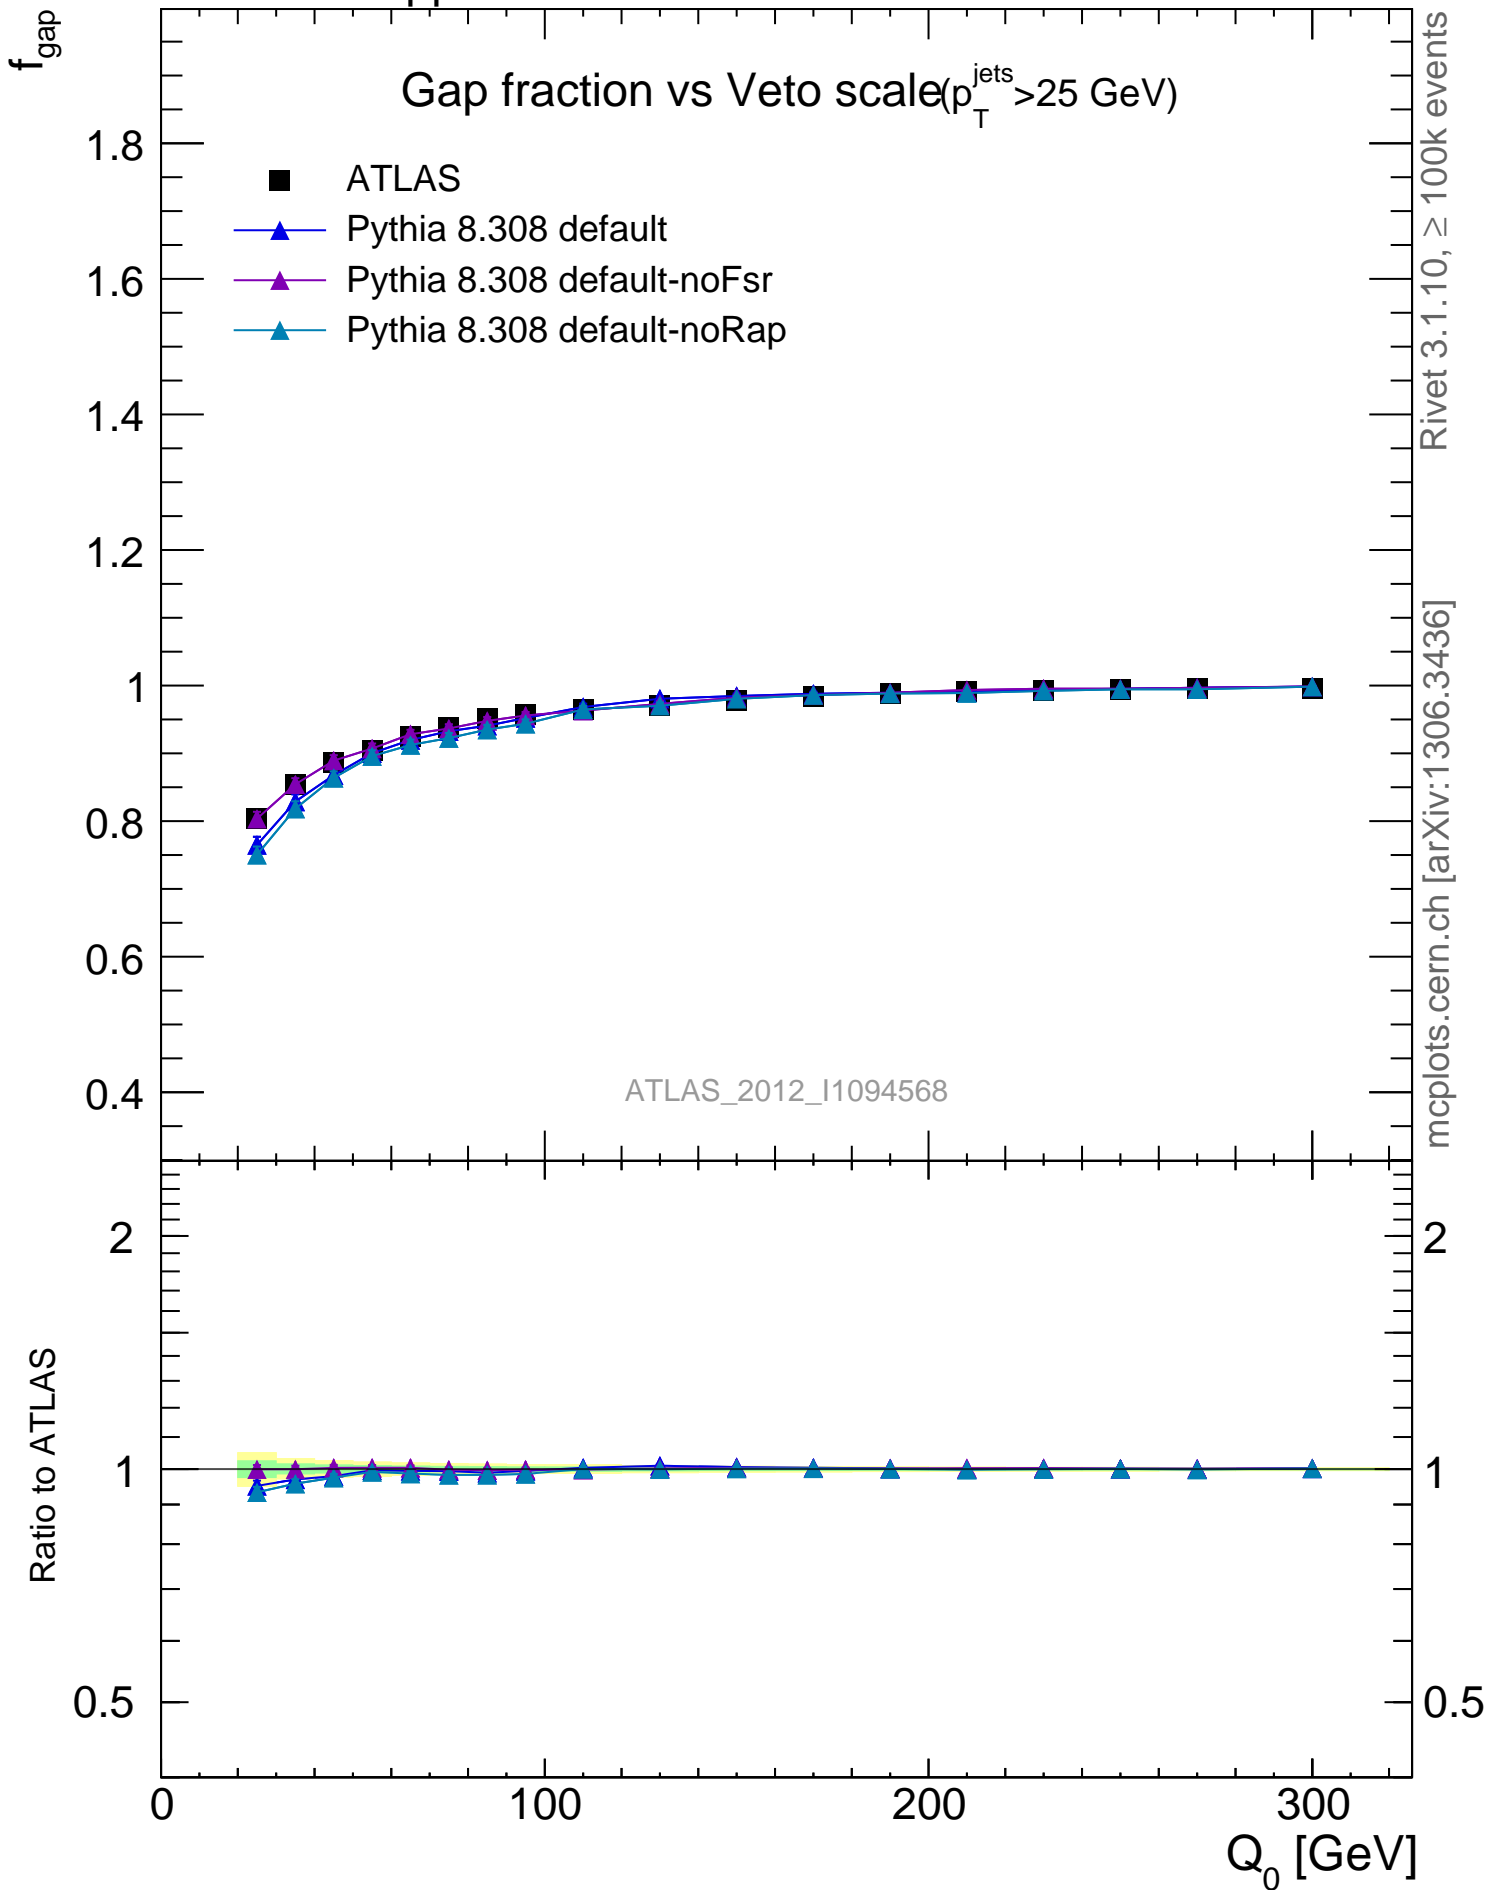 f_gap
Gap fraction vs Veto scale(p_T^jets>25 GeV)
ATLAS
Pythia 8.308 default
Pythia 8.308 default-noFsr
Pythia 8.308 default-noRap
1.8
1.6
1.4
1.2
1
0.8
0.6
0.4
ATLAS_2012_I1094568
Rivet 3.1.10, ≥ 100k events
mcplots.cern.ch [arXiv:1306.3436]
Ratio to ATLAS
2
1
0.5
2
1
0.5
0
100
200
300
Q_0 [GeV]